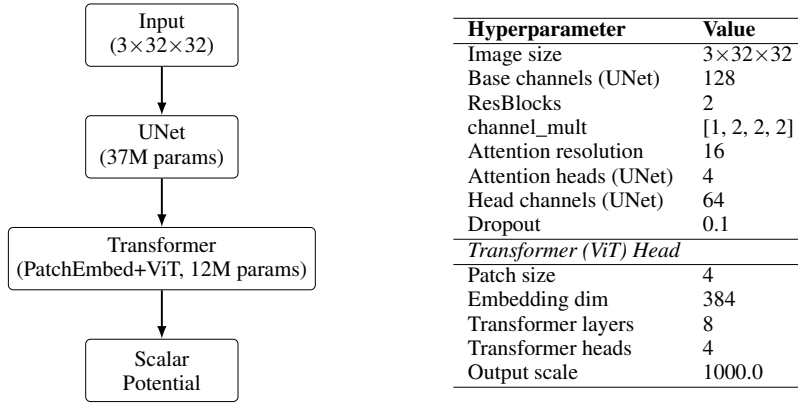 Input
(3×32×32)
UNet
(37M params)
Transformer
(PatchEmbed+ViT, 12M params)
Scalar
Potential
Hyperparameter Value
Image size 3×32×32
Base channels (UNet) 128
ResBlocks 2
channel_mult [1, 2, 2, 2]
Attention resolution 16
Attention heads (UNet) 4
Head channels (UNet) 64
Dropout 0.1
Transformer (ViT) Head
Patch size 4
Embedding dim 384
Transformer layers 8
Transformer heads 4
Output scale 1000.0